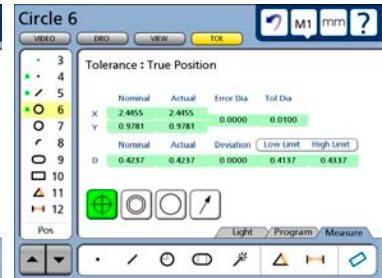 Circle 6
M1 mm ?
VIDEO DRO VIEW TOL
3
4
5
6
7
8
9
10
11
12
Pos
Tolerance : True Position
Nominal Actual Error Dia Tol Dia
X 2.4455 2.4455
0.0000 0.0100
Y 0.9781 0.9781
Nominal Actual Deviation Low Limit High Limit
D 0.4237 0.4237 0.0000 0.4137 0.4337
Light Program Measure